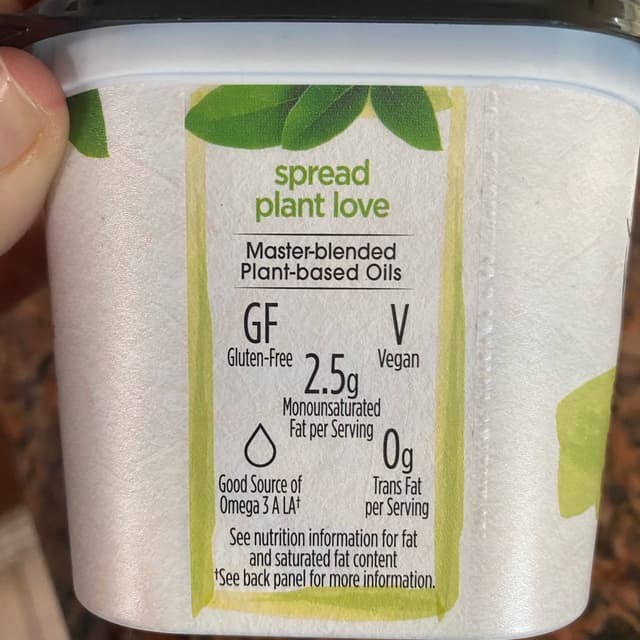 spread
plant love
Master-blended
Plant-based Oils
GF
Gluten-Free
V
Vegan
2.5g
Monounsaturated
Fat per Serving
Good Source of
Omega 3 A LA†
0g
Trans Fat
per Serving
See nutrition information for fat
and saturated fat content
†See back panel for more information.